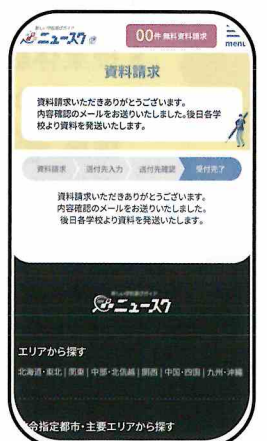 ニュースク
00件 無料資料請求
menu
資料請求
資料請求いただきありがとうございます。
内容確認のメールをお送りいたしました。後日各学
校より資料を発送いたします。
資料請求 送付先入力 送付先確認 受付完了
資料請求いただきありがとうございます。
内容確認のメールをお送りいたしました。
後日各学校より資料を発送いたします。
新しい学校選びガイド
ニュースク
エリアから探す
北海道・東北 | 関東 | 中部・北信越 | 関西 | 中国・四国 | 九州・沖縄
令指定都市・主要エリアから探す